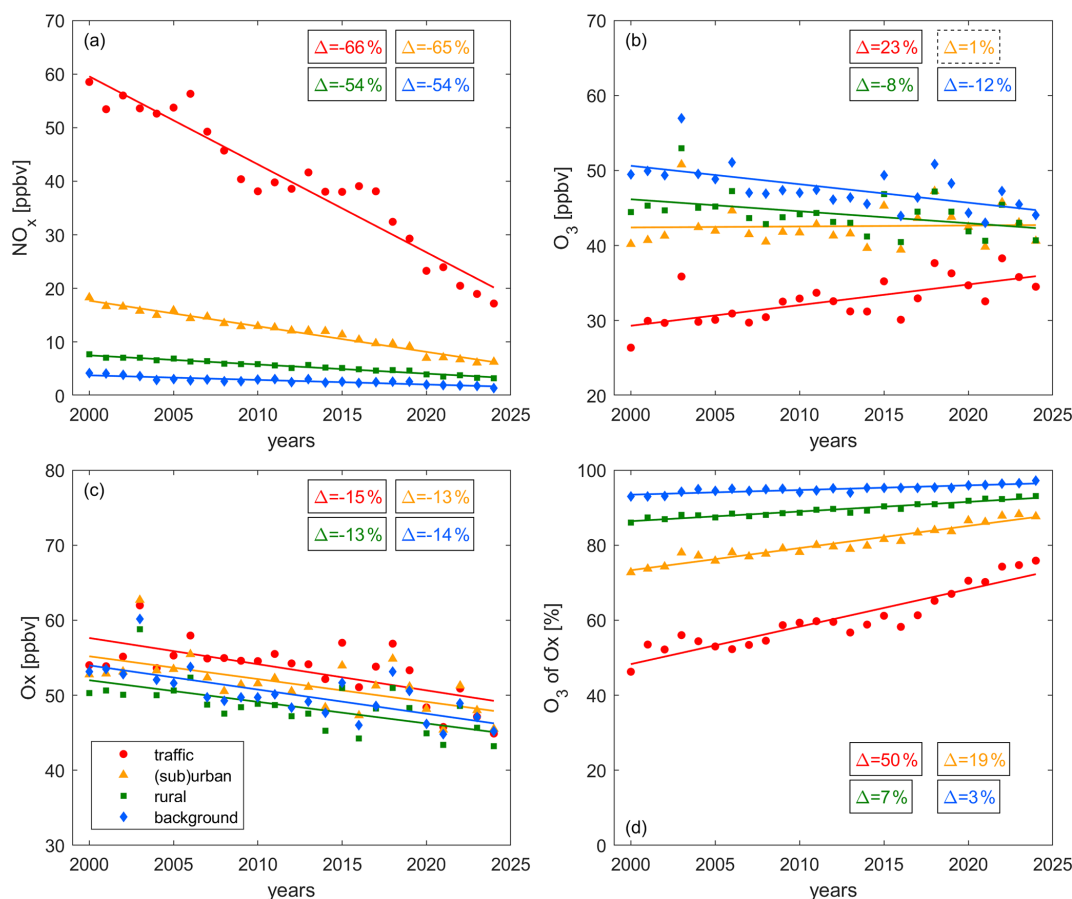 70
60
50
40
30
20
10
0
NOx [ppbv]
(a)
Δ=-66 % Δ=-65 %
Δ=-54 % Δ=-54 %
2000 2005 2010 2015 2020 2025
years
70
60
50
40
30
20
O3 [ppbv]
(b)
Δ=23 % Δ=1 %
Δ=-8 % Δ=-12 %
2000 2005 2010 2015 2020 2025
years
80
70
60
50
40
30
Ox [ppbv]
(c)
Δ=-15 % Δ=-13 %
Δ=-13 % Δ=-14 %
traffic
(sub)urban
rural
background
2000 2005 2010 2015 2020 2025
years
100
80
60
40
20
0
O3 of Ox [%]
Δ=50 % Δ=19 %
Δ=7 % Δ=3 %
(d)
2000 2005 2010 2015 2020 2025
years